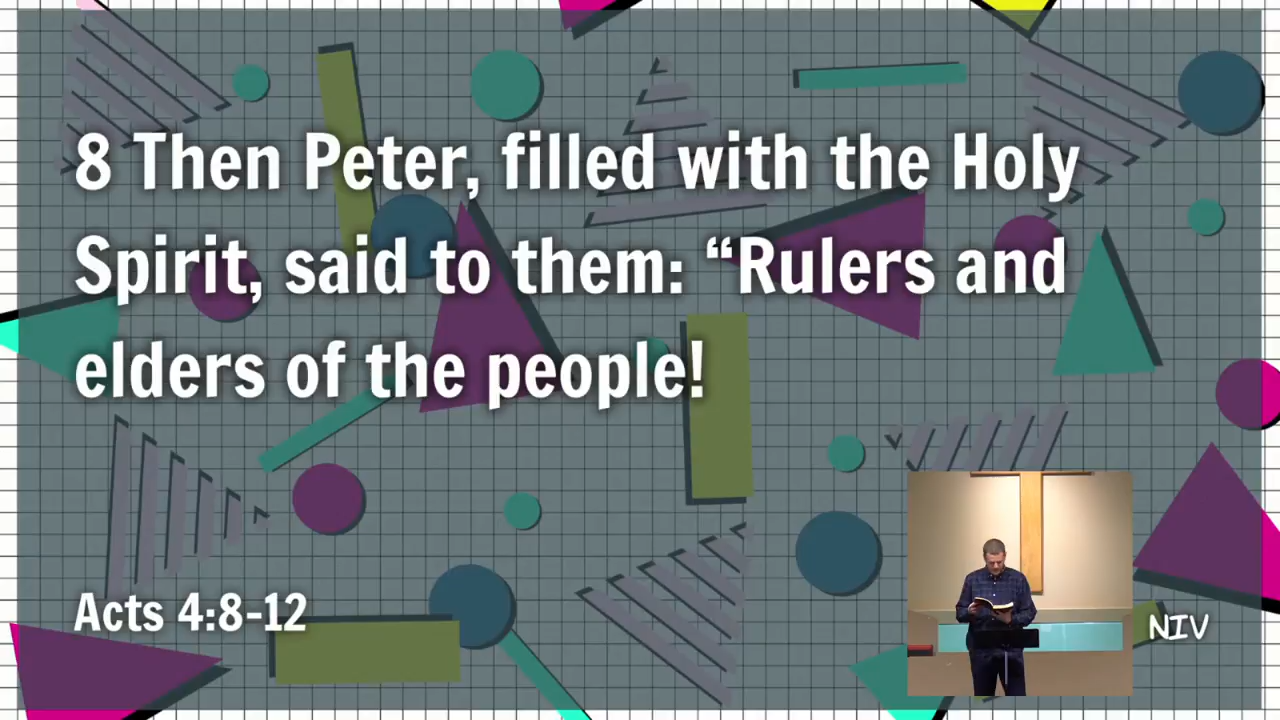 8 Then Peter, filled with the Holy
Spirit, said to them: “Rulers and
elders of the people!
Acts 4:8-12
NIV